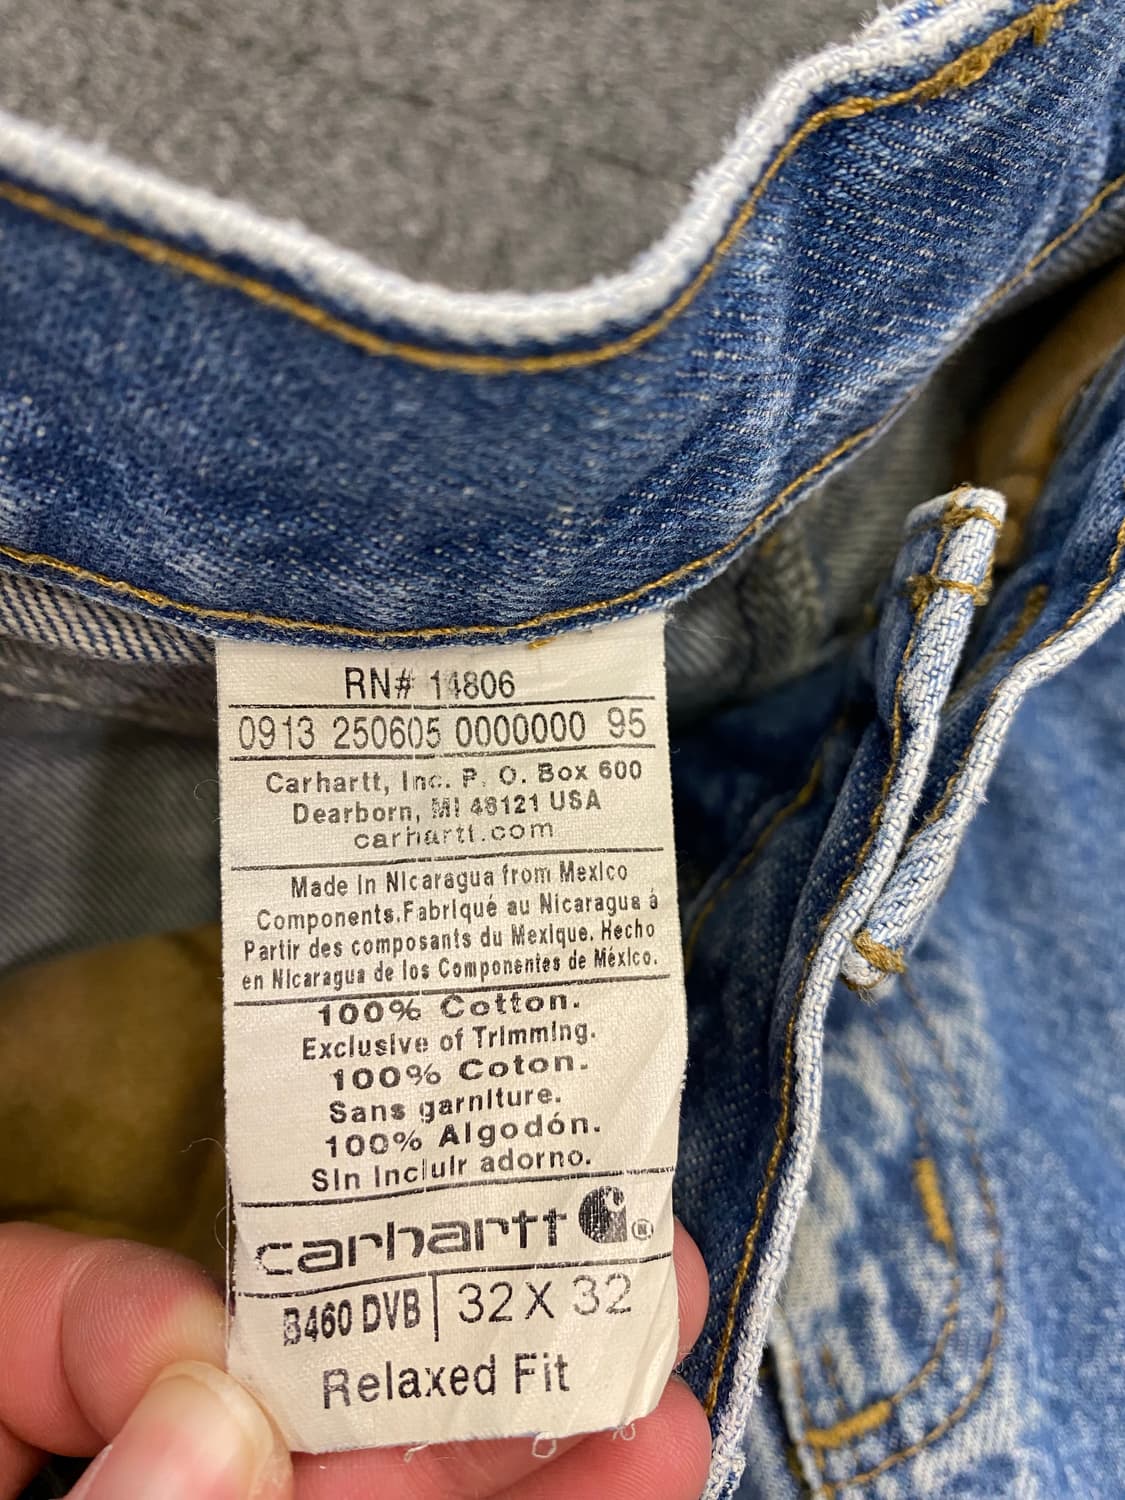 RN# 14806
0913 250605 0000000 95
Carhartt, Inc. P. O. Box 600
Dearborn, MI 48121 USA
carhartt.com
Made in Nicaragua from Mexico
Components.Fabriqué au Nicaragua á
Partir des composants du Mexique. Hecho
en Nicaragua de los Componentes de México.
100% Cotton.
Exclusive of Trimming.
100% Coton.
Sans garniture.
100% Algodón.
Sin Incluir adorno.
carhartt ®
B460 DVB 32 X 32
Relaxed Fit